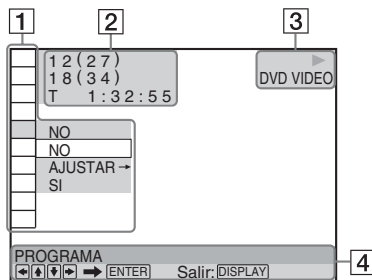 1
2
3
12(27)
18(34)
T 1:32:55
DVD VIDEO
NO
NO
AJUSTAR →
SI
PROGRAMA
4
←↑↓→ ➡ ENTER Salir: DISPLAY